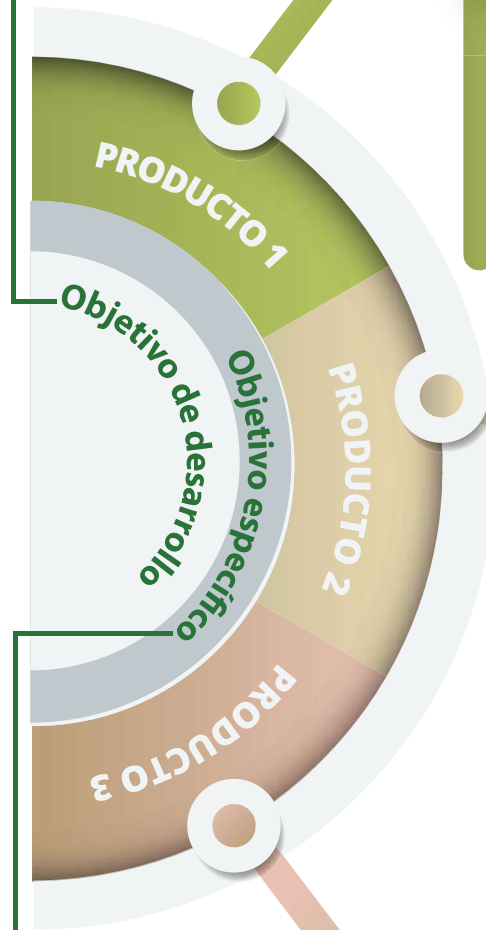 PRODUCTO 1
Objetivo de desarrollo
Objetivo específico
PRODUCTO 2
PRODUCTO 3